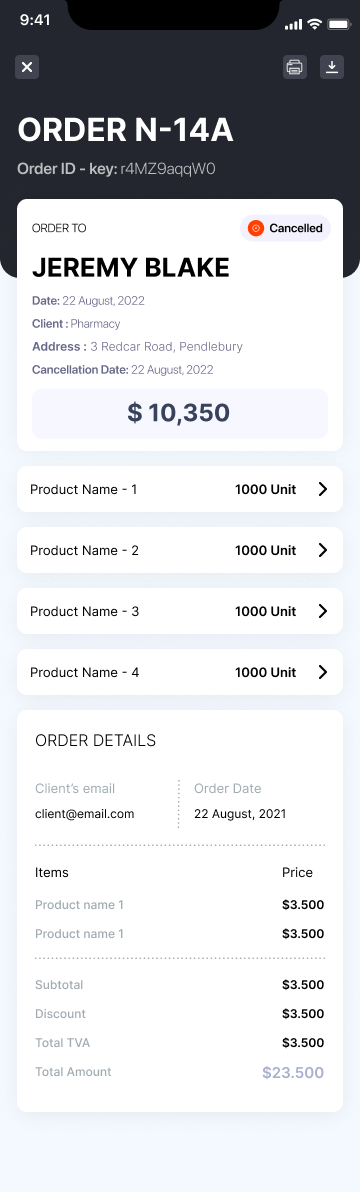 9:41
ORDER N-14A
Order ID - key: r4MZ9aqqW0
ORDER TO
Cancelled
JEREMY BLAKE
Date: 22 August, 2022
Client : Pharmacy
Address : 3 Redcar Road, Pendlebury
Cancellation Date: 22 August, 2022
$ 10,350
Product Name - 1 1000 Unit
Product Name - 2 1000 Unit
Product Name - 3 1000 Unit
Product Name - 4 1000 Unit
ORDER DETAILS
Client's email Order Date
client@email.com 22 August, 2021
Items Price
Product name 1 $3.500
Product name 1 $3.500
Subtotal $3.500
Discount $3.500
Total TVA $3.500
Total Amount $23.500